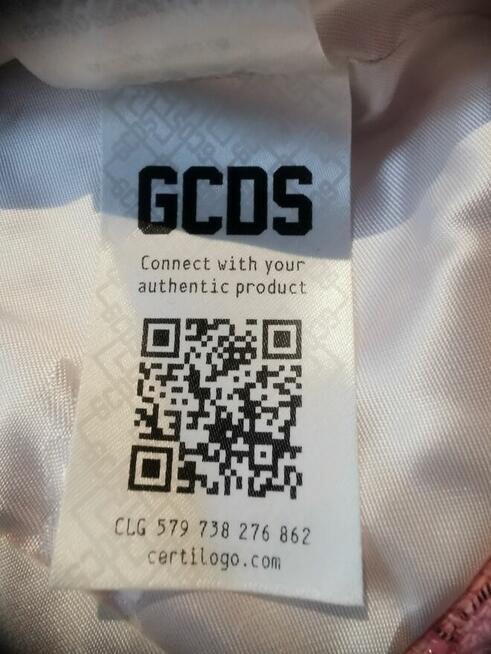 GCDS
Connect with your
authentic product
CLG 579 738 276 862
certilogo.com